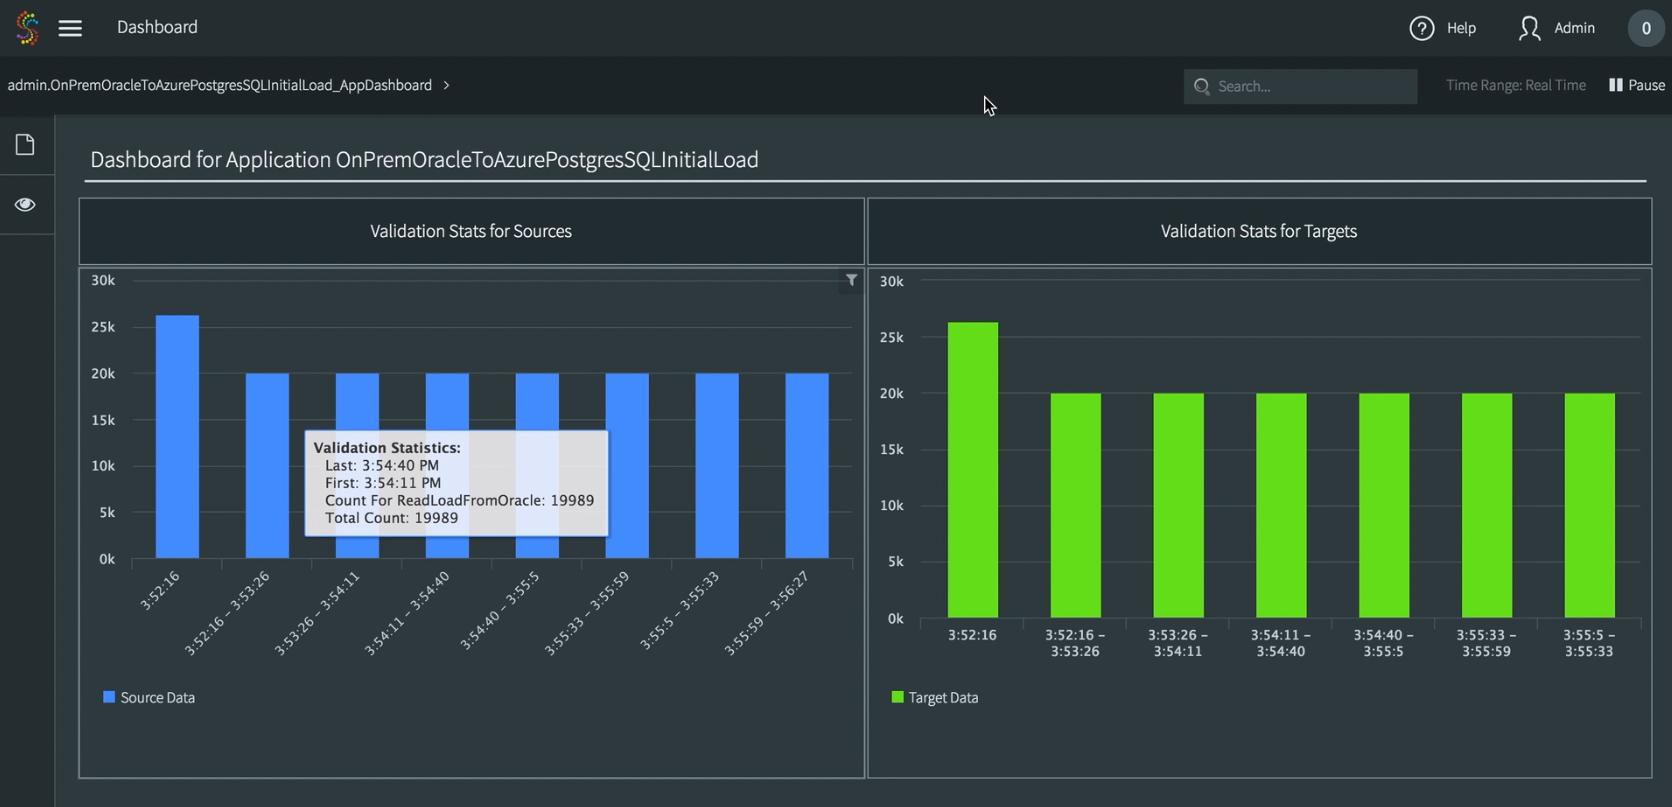 Dashboard
Help
Admin
0
admin.OnPremOracleToAzurePostgresSQLInitialLoad_AppDashboard >
Search...
Time Range: Real Time
Pause
Dashboard for Application OnPremOracleToAzurePostgresSQLInitialLoad
Validation Stats for Sources
30k
25k
20k
15k
10k
5k
0k
Validation Statistics:
Last: 3:54:40 PM
First: 3:54:11 PM
Count For ReadLoadFromOracle: 19989
Total Count: 19989
3:52:16
3:52:16 - 3:53:26
3:53:26 - 3:54:11
3:54:11 - 3:54:40
3:54:40 - 3:55:5
3:55:33 - 3:55:59
3:55:5 - 3:55:33
3:55:59 - 3:56:27
Source Data
Validation Stats for Targets
30k
25k
20k
15k
10k
5k
0k
3:52:16
3:52:16 -
3:53:26
3:53:26 -
3:54:11
3:54:11 -
3:54:40
3:54:40 -
3:55:5
3:55:33 -
3:55:59
3:55:5 -
3:55:33
Target Data